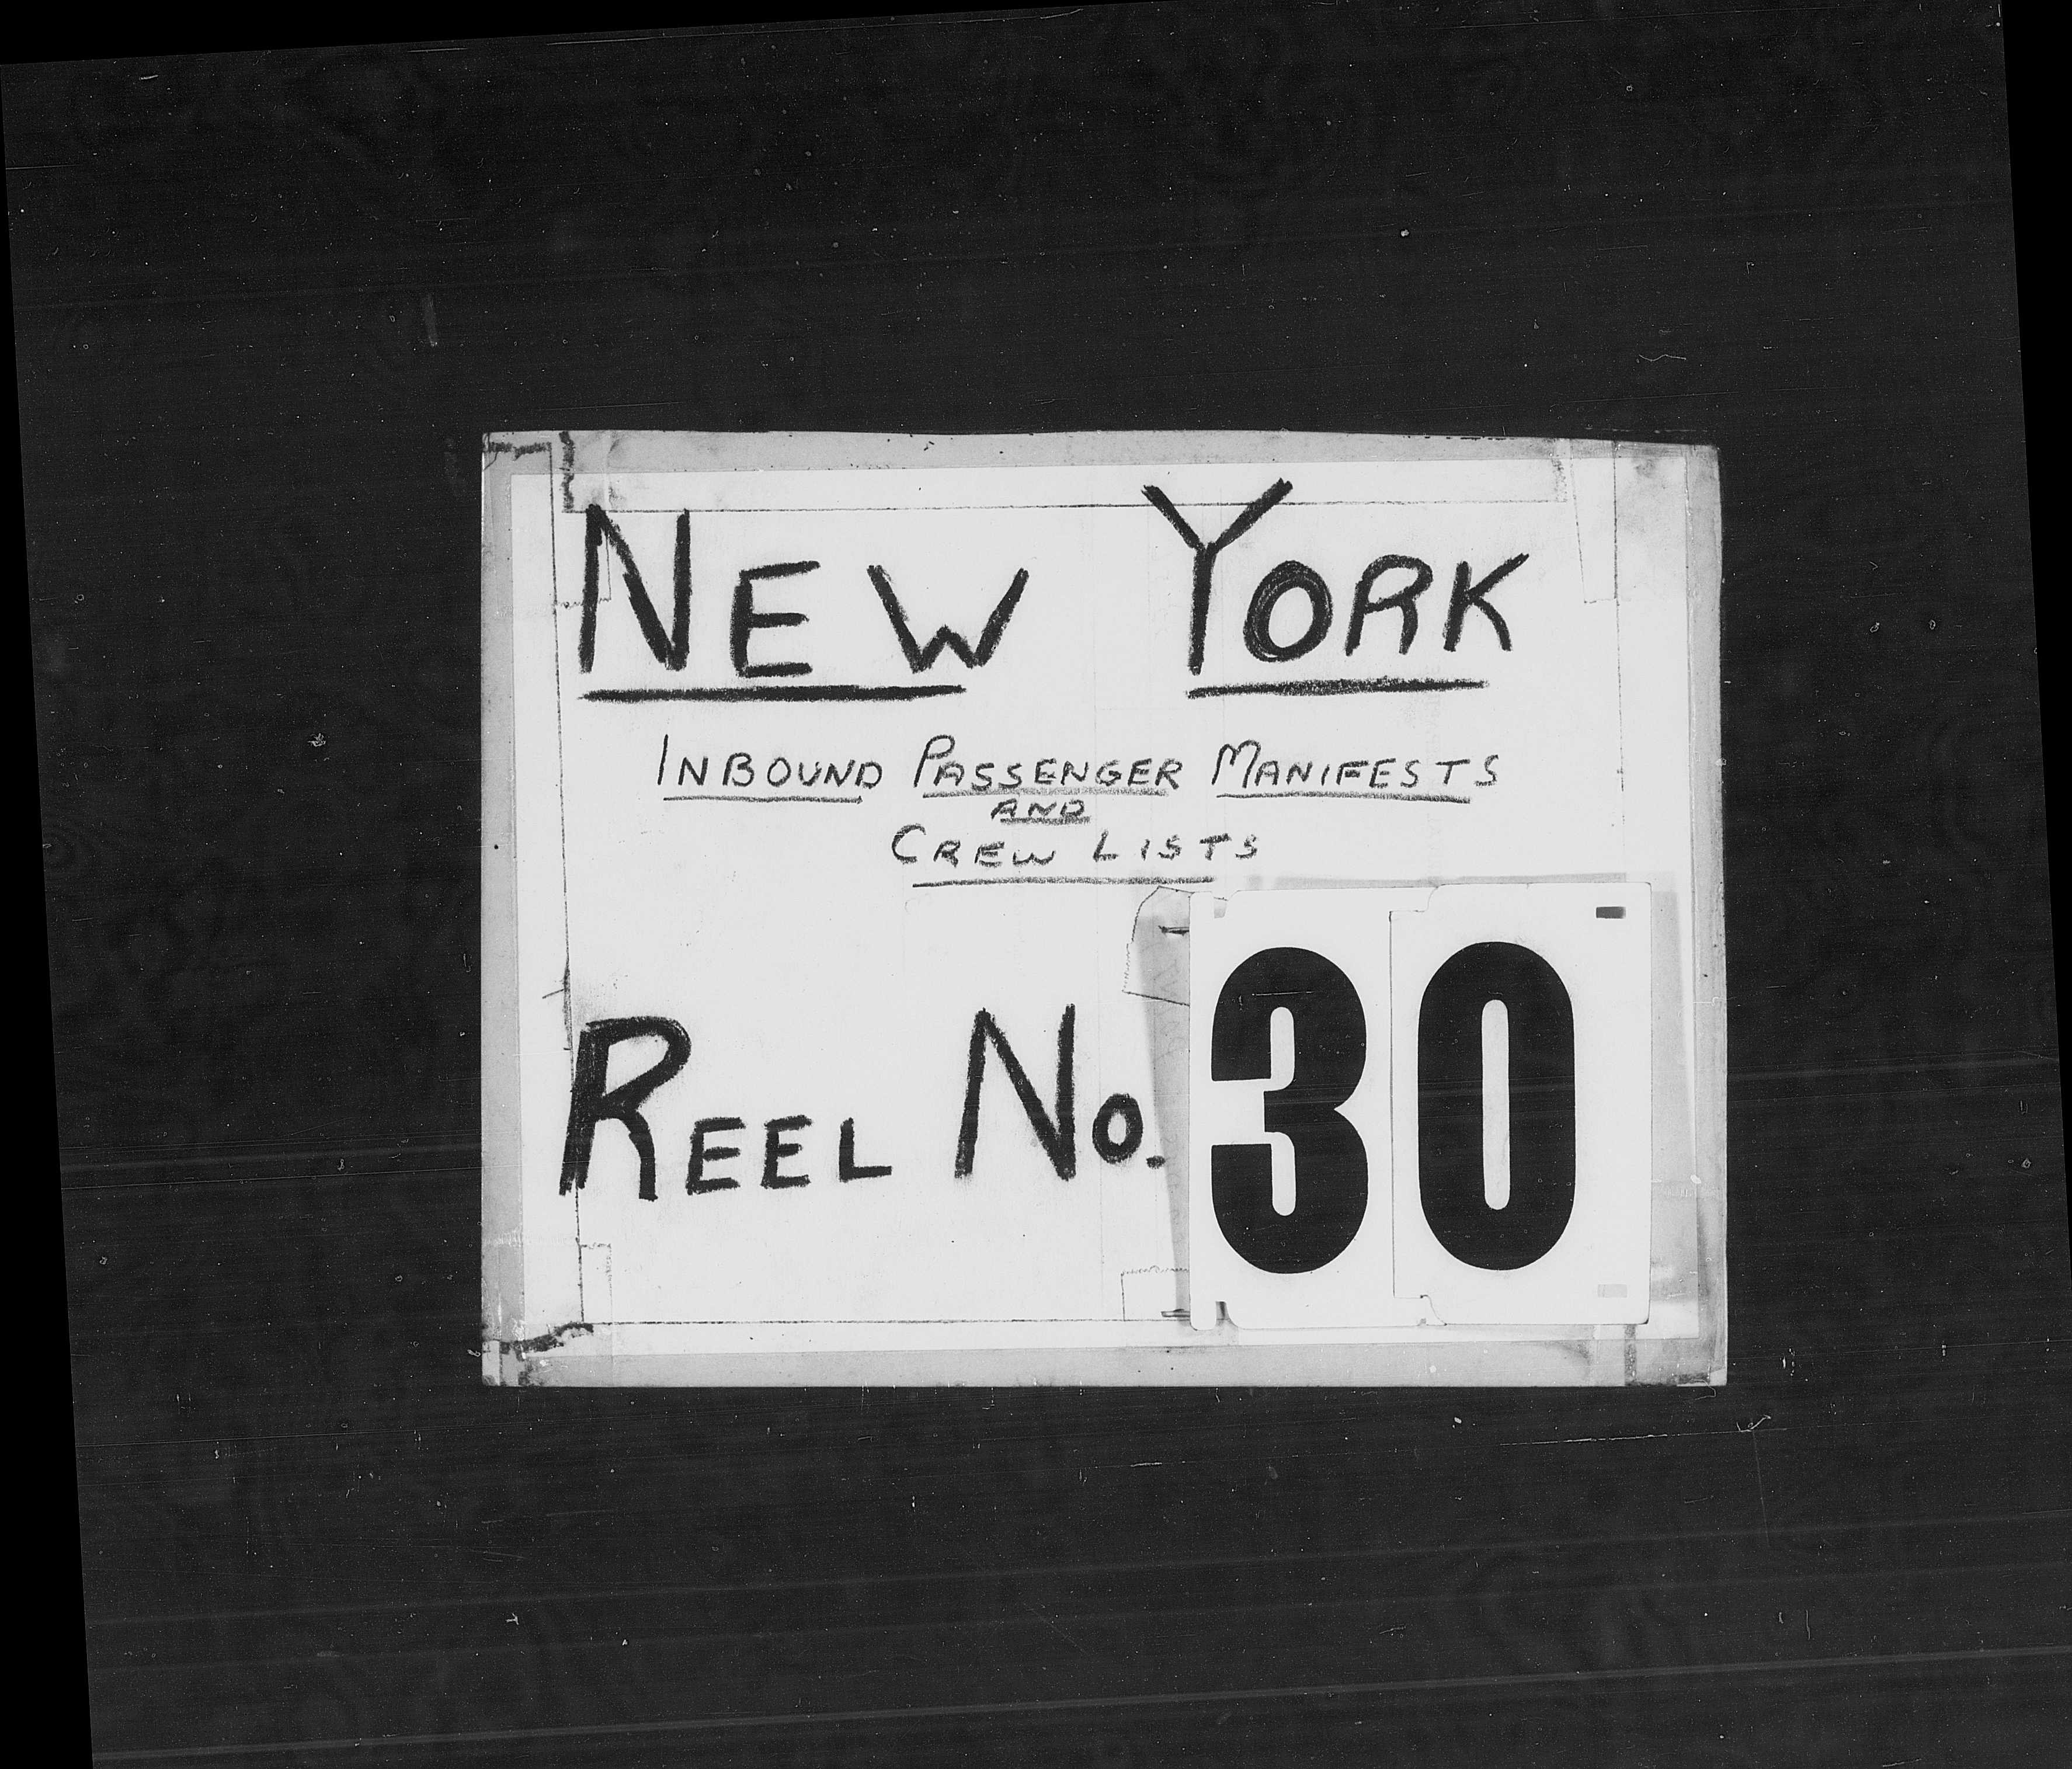 NEW YORK
INBOUND PASSENGER MANIFESTS
AND
CREW LISTS
REEL NO. 30